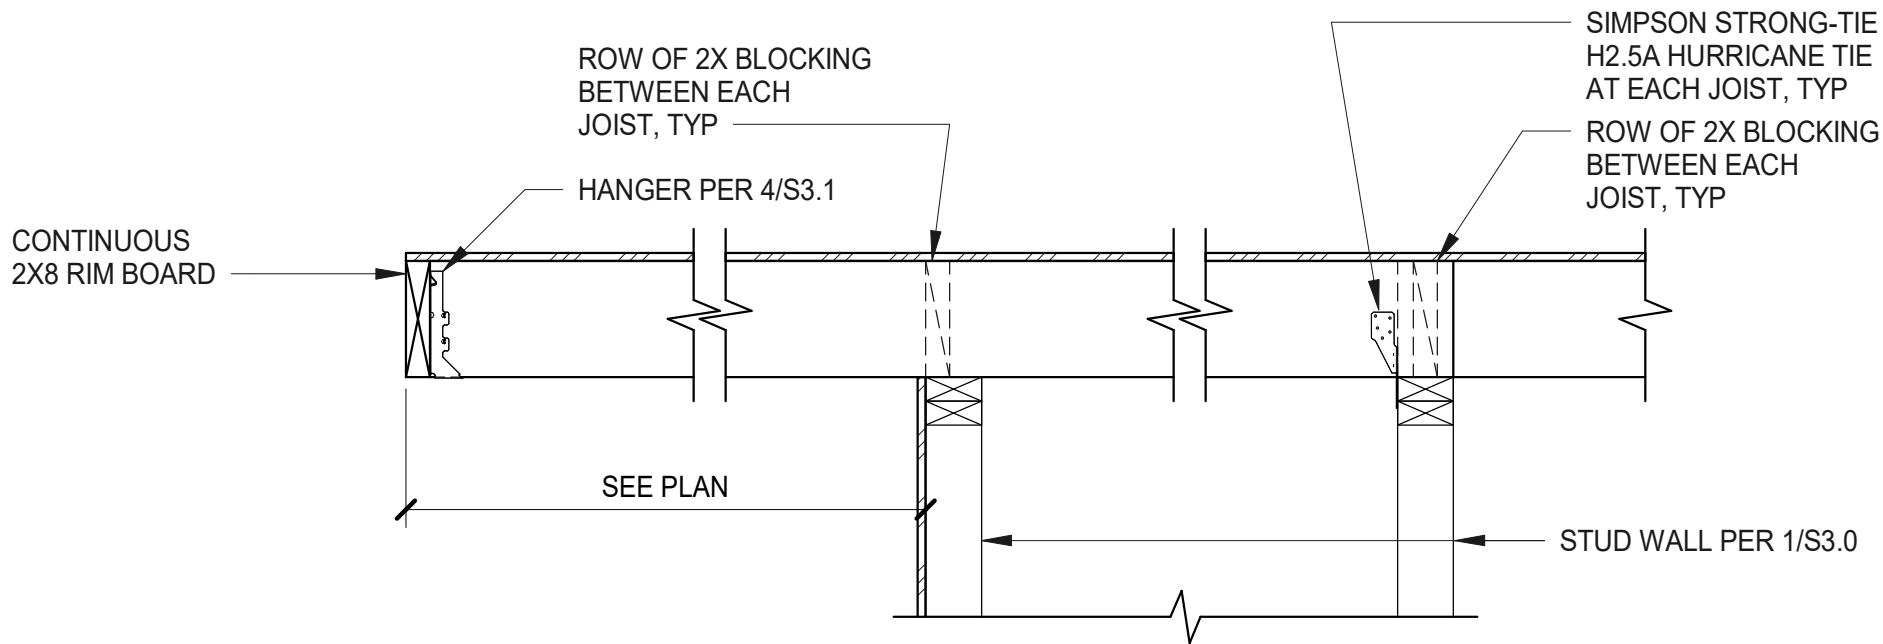 SIMPSON STRONG-TIE
H2.5A HURRICANE TIE
AT EACH JOIST, TYP
ROW OF 2X BLOCKING
BETWEEN EACH
JOIST, TYP
ROW OF 2X BLOCKING
BETWEEN EACH
JOIST, TYP
HANGER PER 4/S3.1
CONTINUOUS
2X8 RIM BOARD
SEE PLAN
STUD WALL PER 1/S3.0